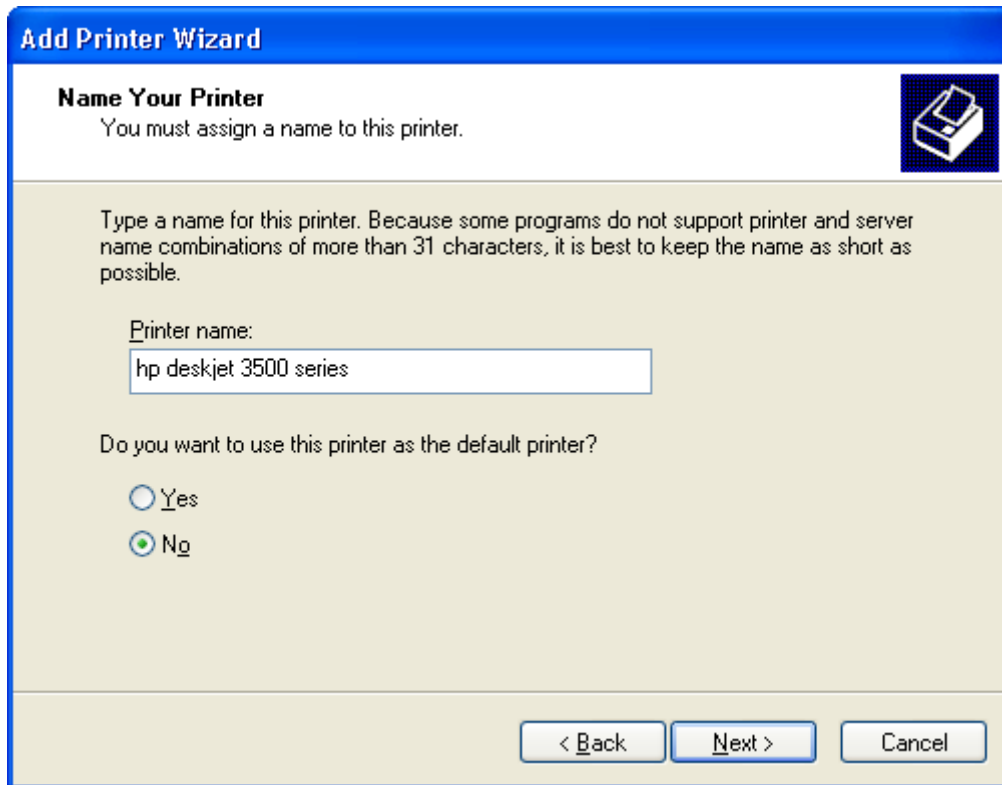 Add Printer Wizard
Name Your Printer
You must assign a name to this printer.
Type a name for this printer. Because some programs do not support printer and server
name combinations of more than 31 characters, it is best to keep the name as short as
possible.
Printer name:
hp deskjet 3500 series
Do you want to use this printer as the default printer?
Yes
No
< Back
Next >
Cancel